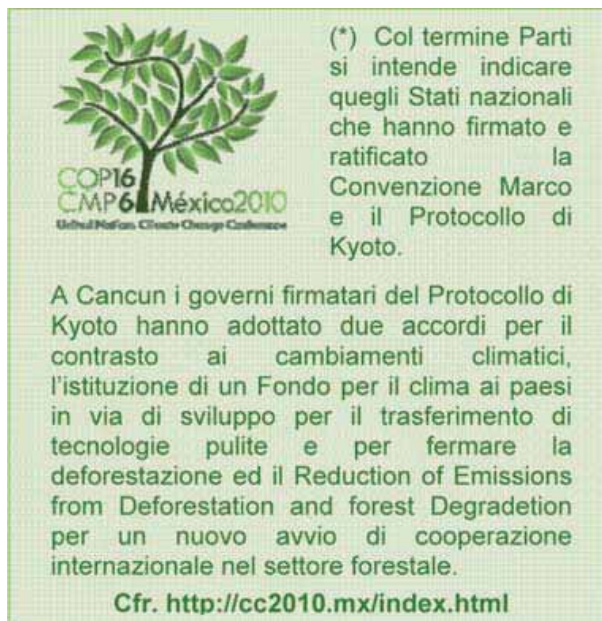 COP16
CMP6 México2010
United Nations Climate Change Conference
(*) Col termine Parti
si intende indicare
quegli Stati nazionali
che hanno firmato e
ratificato la
Convenzione Marco
e il Protocollo di
Kyoto.
A Cancun i governi firmatari del Protocollo di
Kyoto hanno adottato due accordi per il
contrasto ai cambiamenti climatici,
l'istituzione di un Fondo per il clima ai paesi
in via di sviluppo per il trasferimento di
tecnologie pulite e per fermare la
deforestazione ed il Reduction of Emissions
from Deforestation and forest Degradetion
per un nuovo avvio di cooperazione
internazionale nel settore forestale.
Cfr. http://cc2010.mx/index.html